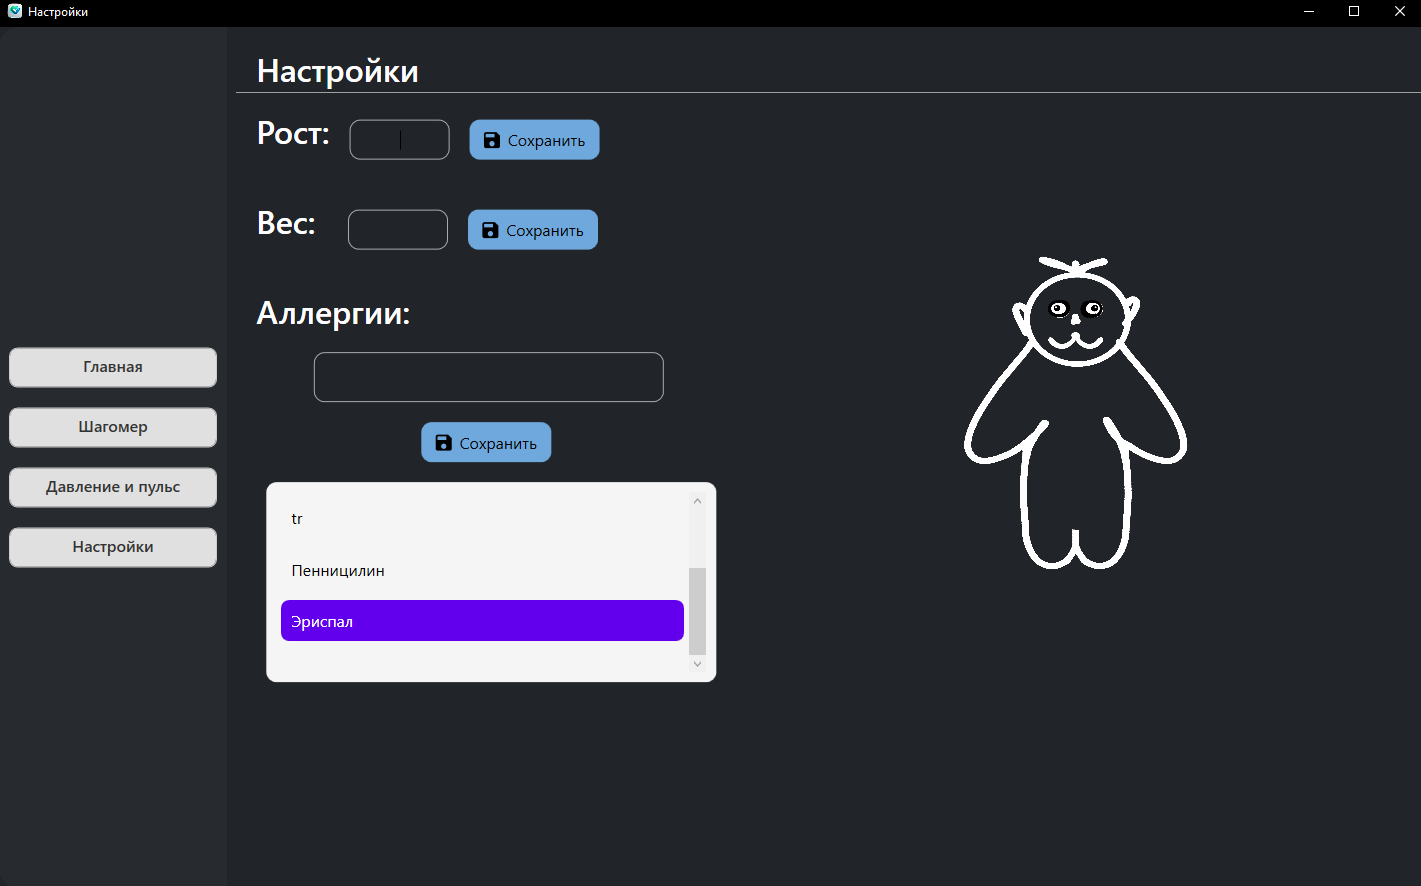 Настройки
Настройки
Рост:
Сохранить
Вес:
Сохранить
Аллергии:
Сохранить
tr
Пенницилин
Эриспал
Главная
Шагомер
Давление и пульс
Настройки